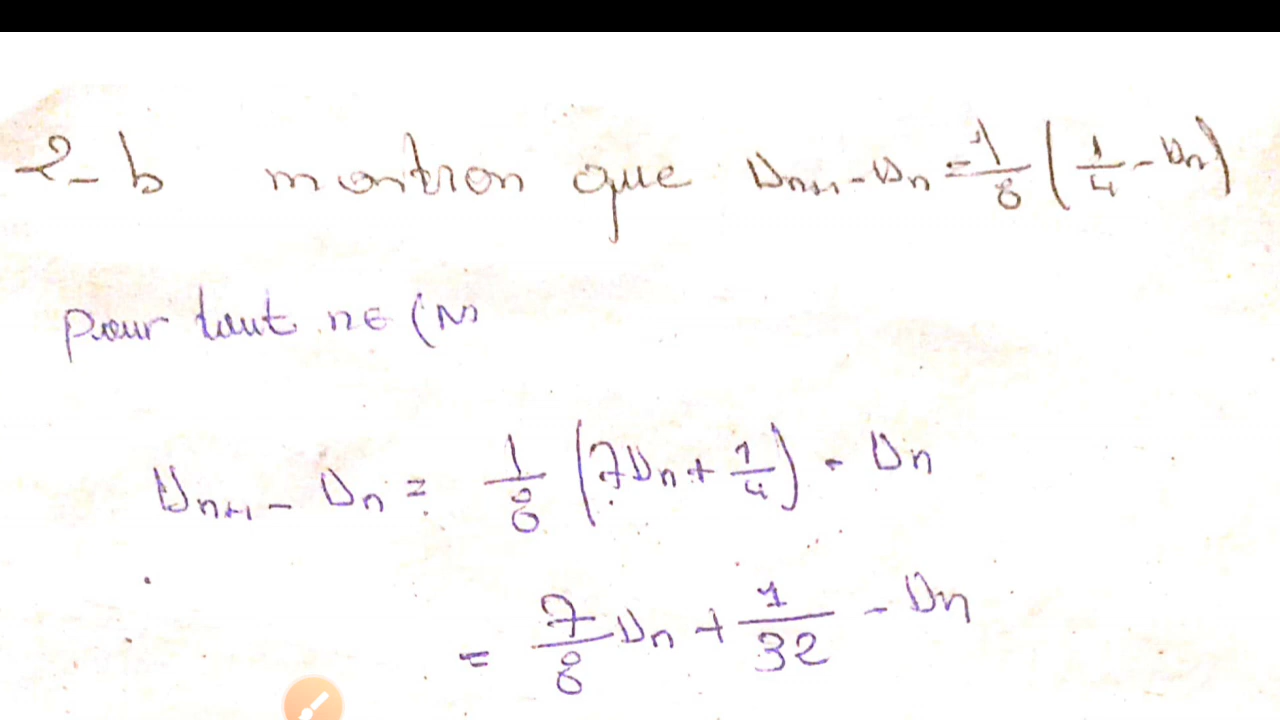 2-b montron que Un+1 - Un = 1/8 (1/4 - Un)
pour tout n∈ IN
Un+1 - Un = 1/8 (7Un + 1/4) - Un
= 7/8 Un + 1/32 - Un